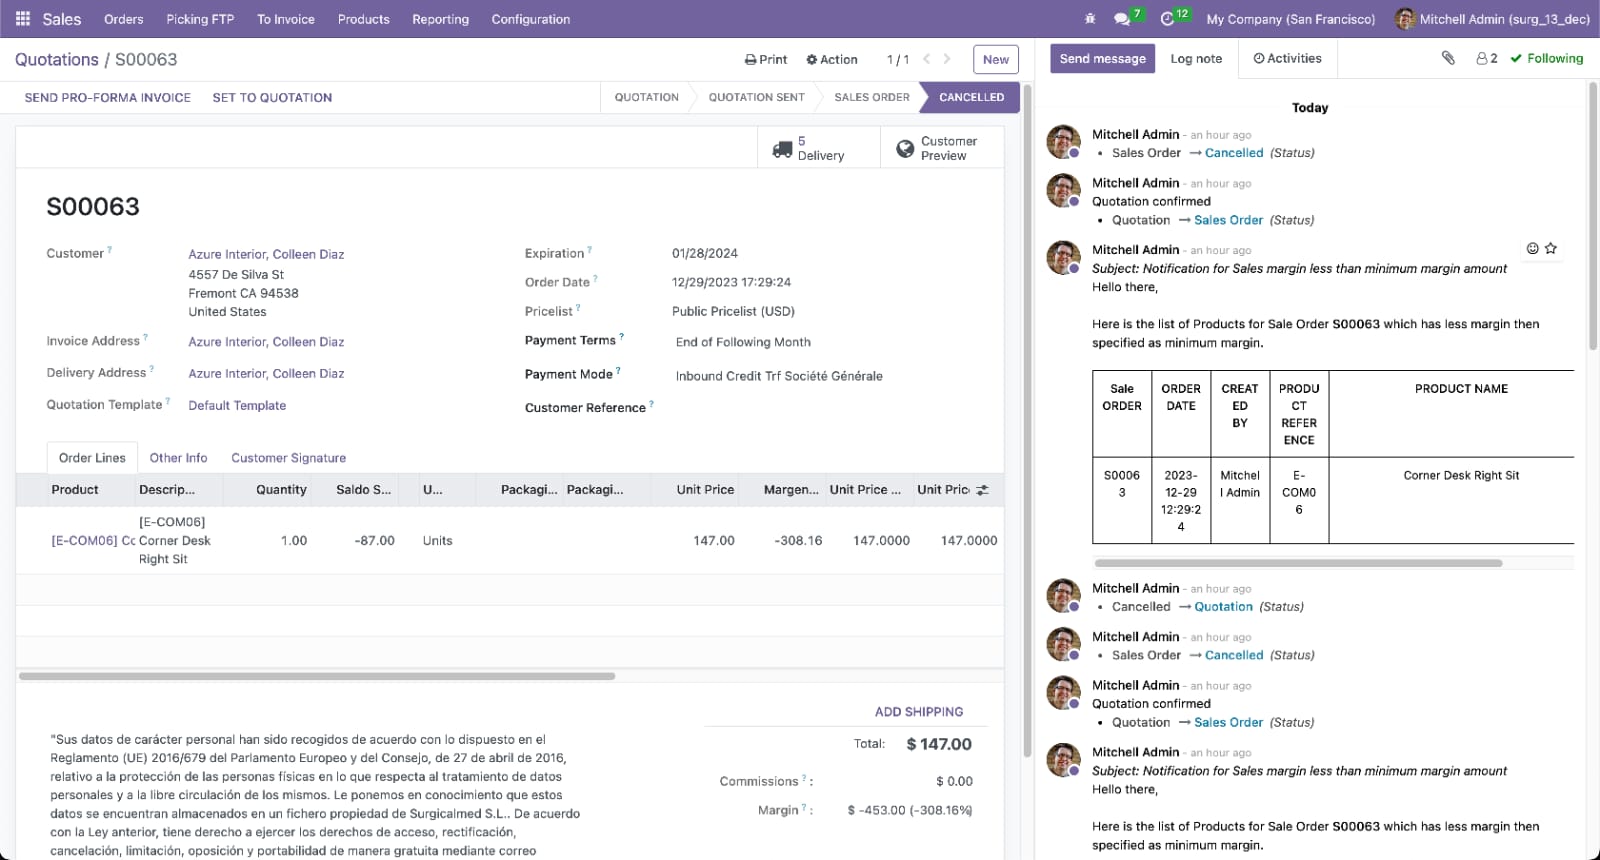 Sales
Orders
Picking FTP
To Invoice
Products
Reporting
Configuration
7
12
My Company (San Francisco)
Mitchell Admin (surg_13_dec)
Quotations / S00063
Print
Action
1 / 1
New
SEND PRO-FORMA INVOICE
SET TO QUOTATION
QUOTATION
QUOTATION SENT
SALES ORDER
CANCELLED
5
Delivery
Customer
Preview
S00063
Customer ?
Azure Interior, Colleen Diaz
4557 De Silva St
Fremont CA 94538
United States
Invoice Address ?
Azure Interior, Colleen Diaz
Delivery Address ?
Azure Interior, Colleen Diaz
Quotation Template ?
Default Template
Expiration ?
01/28/2024
Order Date ?
12/29/2023 17:29:24
Pricelist ?
Public Pricelist (USD)
Payment Terms ?
End of Following Month
Payment Mode ?
Inbound Credit Trf Société Générale
Customer Reference ?
Order Lines
Other Info
Customer Signature
Product
Descrip...
Quantity
Saldo S...
U...
Packagi...
Packagi...
Unit Price
Margen...
Unit Price ...
Unit Pric
[E-COM06] Co
[E-COM06]
Corner Desk
Right Sit
1.00
-87.00
Units
147.00
-308.16
147.0000
147.0000
ADD SHIPPING
Total:
$ 147.00
Commissions ? :
$ 0.00
Margin ? :
$ -453.00 (-308.16%)
"Sus datos de carácter personal han sido recogidos de acuerdo con lo dispuesto en el
Reglamento (UE) 2016/679 del Parlamento Europeo y del Consejo, de 27 de abril de 2016,
relativo a la protección de las personas físicas en lo que respecta al tratamiento de datos
personales y a la libre circulación de los mismos. Le ponemos en conocimiento que estos
datos se encuentran almacenados en un fichero propiedad de Surgicalmed S.L.. De acuerdo
con la Ley anterior, tiene derecho a ejercer los derechos de acceso, rectificación,
cancelación, limitación, oposición y portabilidad de manera gratuita mediante correo
Send message
Log note
Activities
2
Following
Today
Mitchell Admin - an hour ago
• Sales Order → Cancelled (Status)
Mitchell Admin - an hour ago
Quotation confirmed
• Quotation → Sales Order (Status)
Mitchell Admin - an hour ago
Subject: Notification for Sales margin less than minimum margin amount
Hello there,
Here is the list of Products for Sale Order S00063 which has less margin then
specified as minimum margin.
Sale
ORDER
ORDER
DATE
CREAT
ED
BY
PRODU
CT
REFER
ENCE
PRODUCT NAME
S0006
3
2023-
12-29
12:29:2
4
Mitchel
l Admin
E-
COM0
6
Corner Desk Right Sit
Mitchell Admin - an hour ago
• Cancelled → Quotation (Status)
Mitchell Admin - an hour ago
• Sales Order → Cancelled (Status)
Mitchell Admin - an hour ago
Quotation confirmed
• Quotation → Sales Order (Status)
Mitchell Admin - an hour ago
Subject: Notification for Sales margin less than minimum margin amount
Hello there,
Here is the list of Products for Sale Order S00063 which has less margin then
specified as minimum margin.